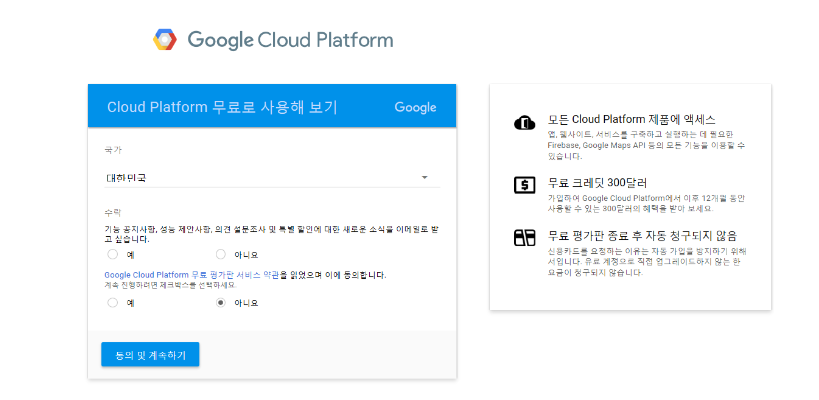 Google Cloud Platform
Cloud Platform 무료로 사용해 보기
Google
국가
대한민국
수락
기능 공지사항, 성능 제안사항, 의견 설문조사 및 특별 할인에 대한 새로운 소식을 이메일로 받
고 싶습니다.
예 아니요
Google Cloud Platform 무료 평가판 서비스 약관을 읽었으며 이에 동의합니다.
계속 진행하려면 체크박스를 선택하세요.
예 아니요
동의 및 계속하기
모든 Cloud Platform 제품에 액세스
앱, 웹사이트, 서비스를 구축하고 실행하는 데 필요한
Firebase, Google Maps API 등의 모든 기능을 이용할 수
있습니다.
무료 크레딧 300달러
가입하여 Google Cloud Platform에서 이후 12개월 동안
사용할 수 있는 300달러의 혜택을 받아 보세요.
무료 평가판 종료 후 자동 청구되지 않음
신용카드를 요청하는 이유는 자동 가입을 방지하기 위해
서입니다. 유료 계정으로 직접 업그레이드하지 않는 한
요금이 청구되지 않습니다.